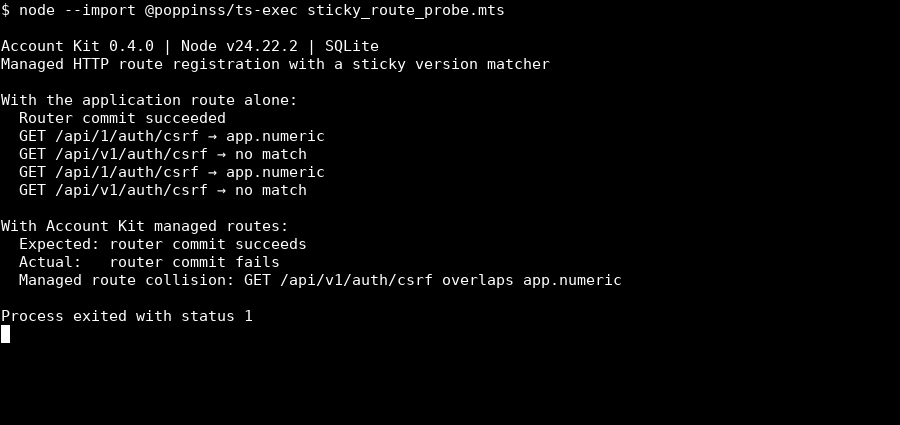 $ node --import @poppinss/ts-exec sticky_route_probe.mts
Account Kit 0.4.0 | Node v24.22.2 | SQLite
Managed HTTP route registration with a sticky version matcher
With the application route alone:
Router commit succeeded
GET /api/1/auth/csrf → app.numeric
GET /api/v1/auth/csrf → no match
GET /api/1/auth/csrf → app.numeric
GET /api/v1/auth/csrf → no match
With Account Kit managed routes:
Expected: router commit succeeds
Actual:   router commit fails
Managed route collision: GET /api/v1/auth/csrf overlaps app.numeric
Process exited with status 1